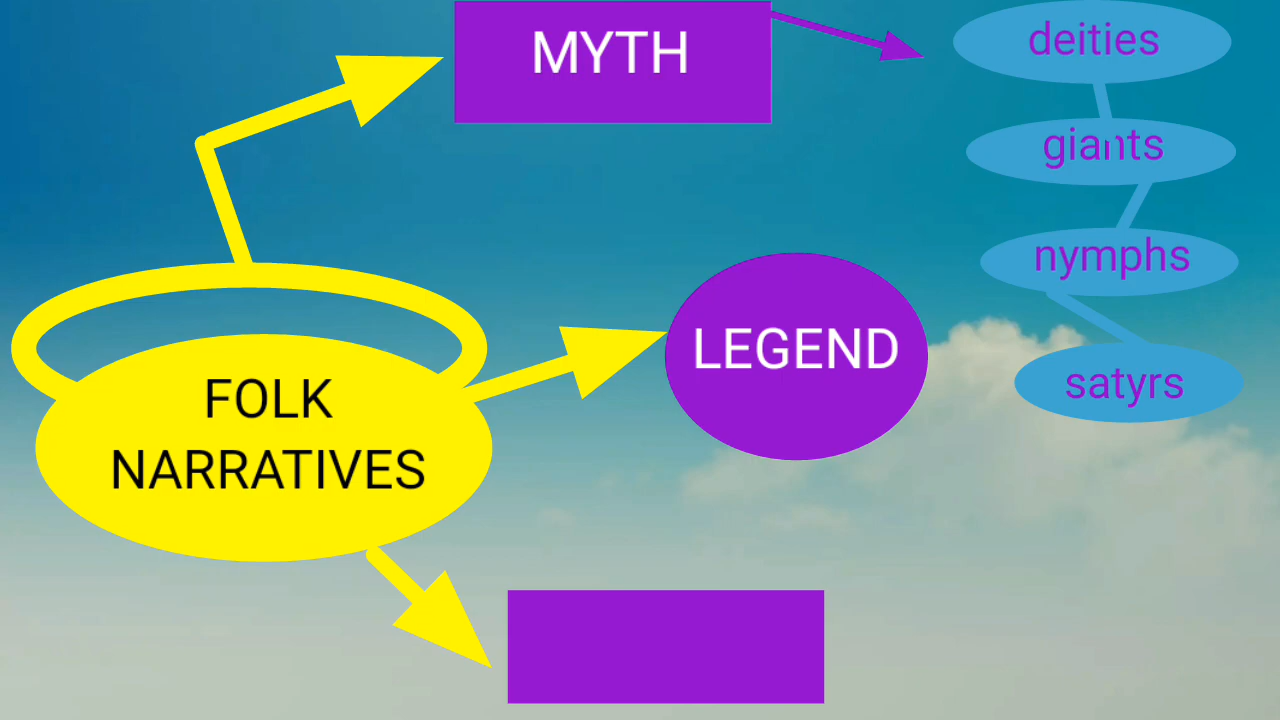 MYTH
deities
giants
nymphs
LEGEND
satyrs
FOLK
NARRATIVES